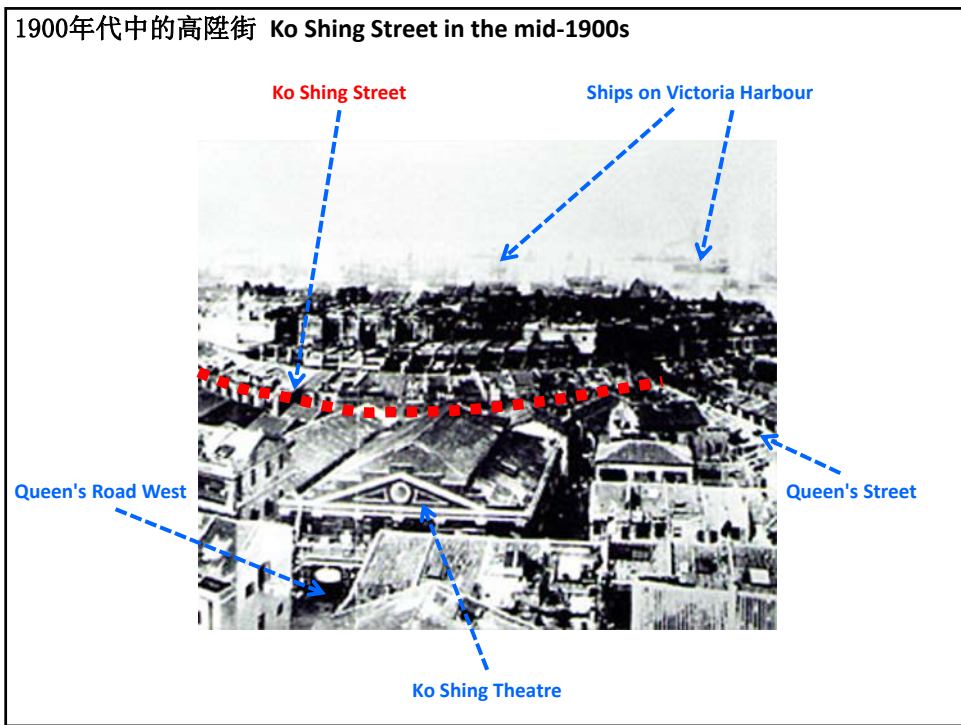 1900年代中的高陞街 Ko Shing Street in the mid-1900s
Ko Shing Street
Ships on Victoria Harbour
Queen's Road West
Queen's Street
Ko Shing Theatre